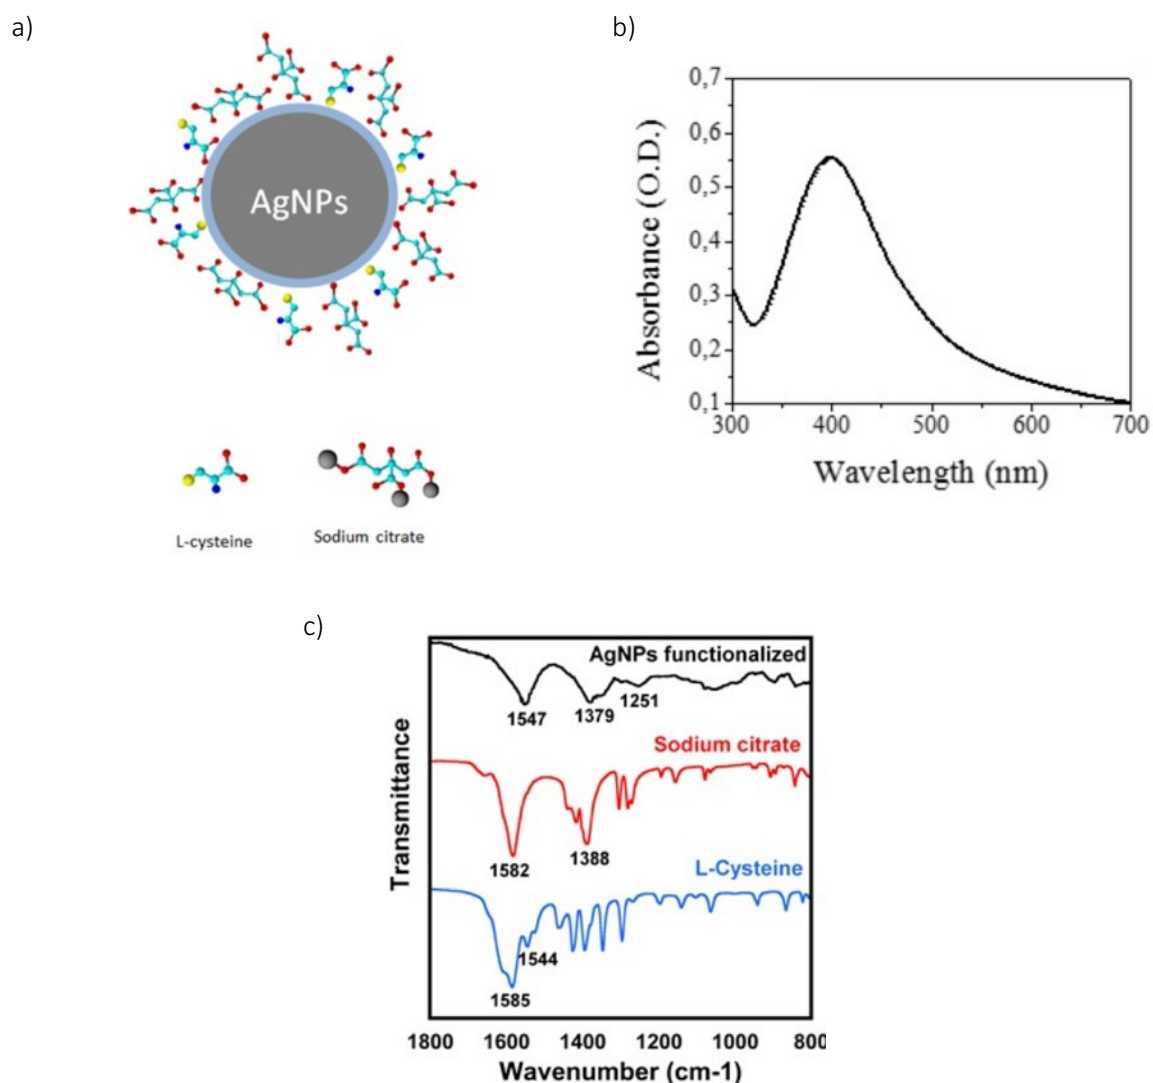 a)
AgNPs
L-cysteine
Sodium citrate
b)
0,7
0,6
0,5
0,4
0,3
0,2
0,1
300
400
500
600
700
Absorbance (O.D.)
Wavelength (nm)
c)
AgNPs functionalized
1547
1379
1251
Sodium citrate
1582
1388
L-Cysteine
1544
1585
Transmittance
1800
1600
1400
1200
1000
800
Wavenumber (cm-1)